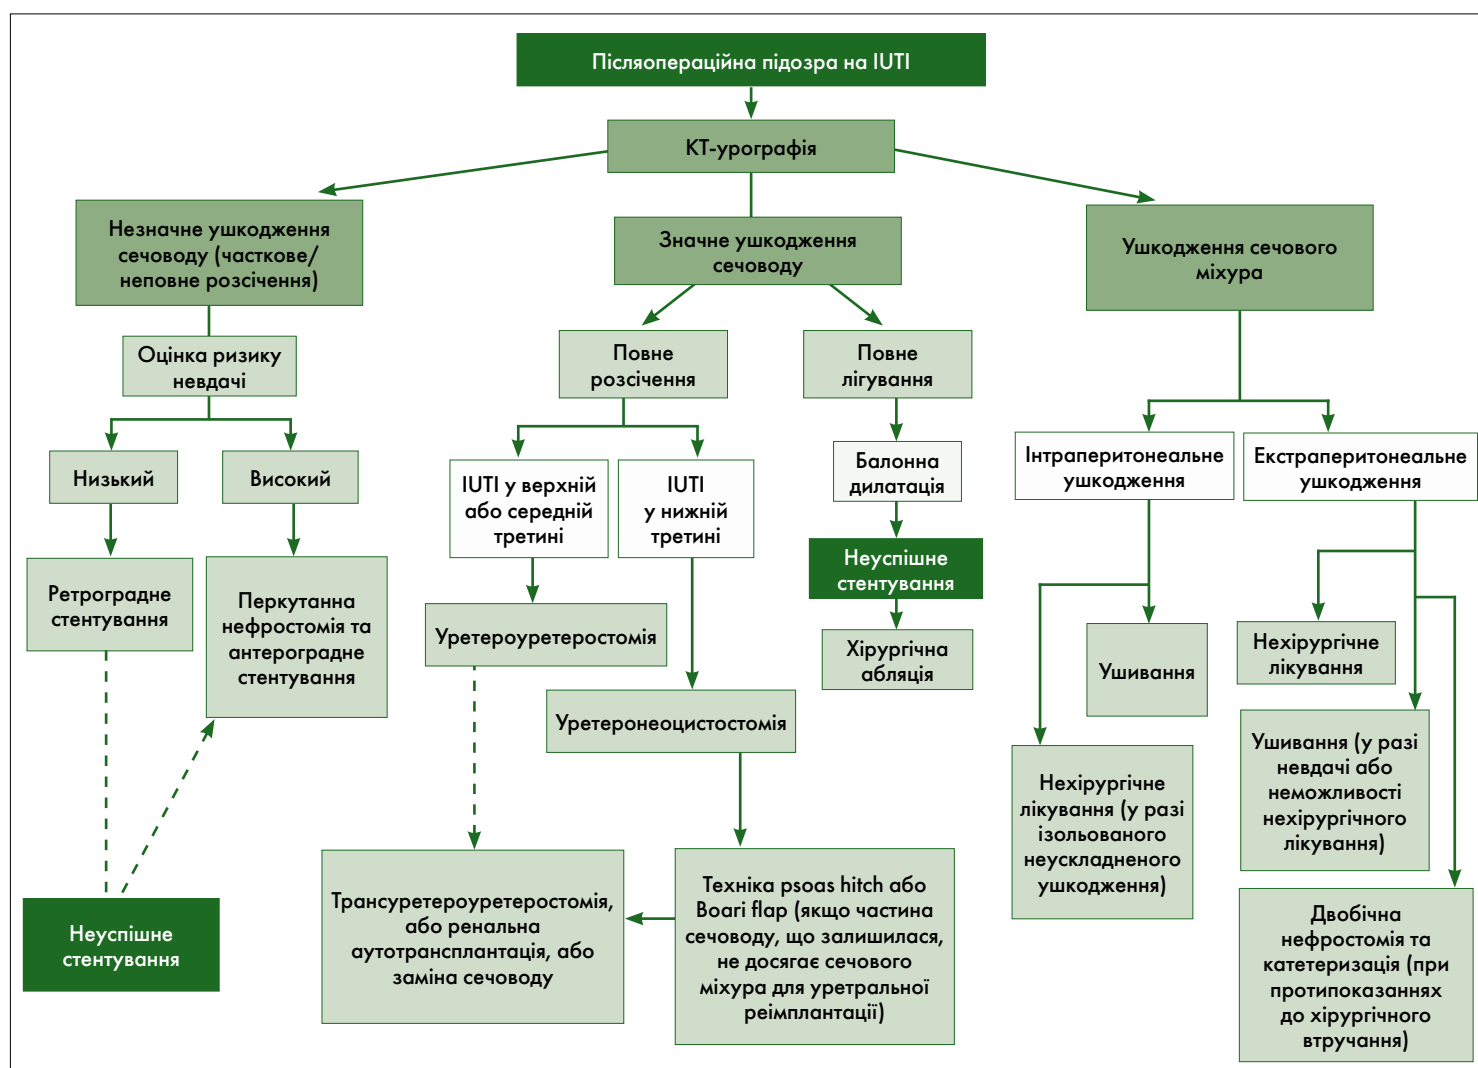 Післяопераційна підозра на IUTI
КТ-урографія
Незначне ушкодження
сечоводу (часткове/
неповне розсічення)
Значне ушкодження
сечоводу
Ушкодження сечового
міхура
Оцінка ризику
невдачі
Низький
Високий
Ретроградне
стентування
Перкутанна
нефростомія та
антероградне
стентування
Неуспішне
стентування
Повне
розсічення
Повне
лігування
IUTI у верхній
або середній
третині
IUTI
у нижній
третині
Балонна
дилатація
Неуспішне
стентування
Хірургічна
абляція
Уретероуретеростомія
Уретеронеоцистостомія
Трансуретероуретеростомія,
або ренальна
аутотрансплантація, або
заміна сечоводу
Техніка psoas hitch або
Boari flap (якщо частина
сечоводу, що залишилася,
не досягає сечового
міхура для уретральної
реімплантації)
Інтраперитонеальне
ушкодження
Екстраперитонеальне
ушкодження
Ушивання
Нехірургічне
лікування (у разі
ізольованого
неускладненого
ушкодження)
Нехірургічне
лікування
Ушивання (у разі
невдачі або
неможливості
нехірургічного
лікування)
Двобічна
нефростомія та
катетеризація (при
протипоказаннях
до хірургічного
втручання)